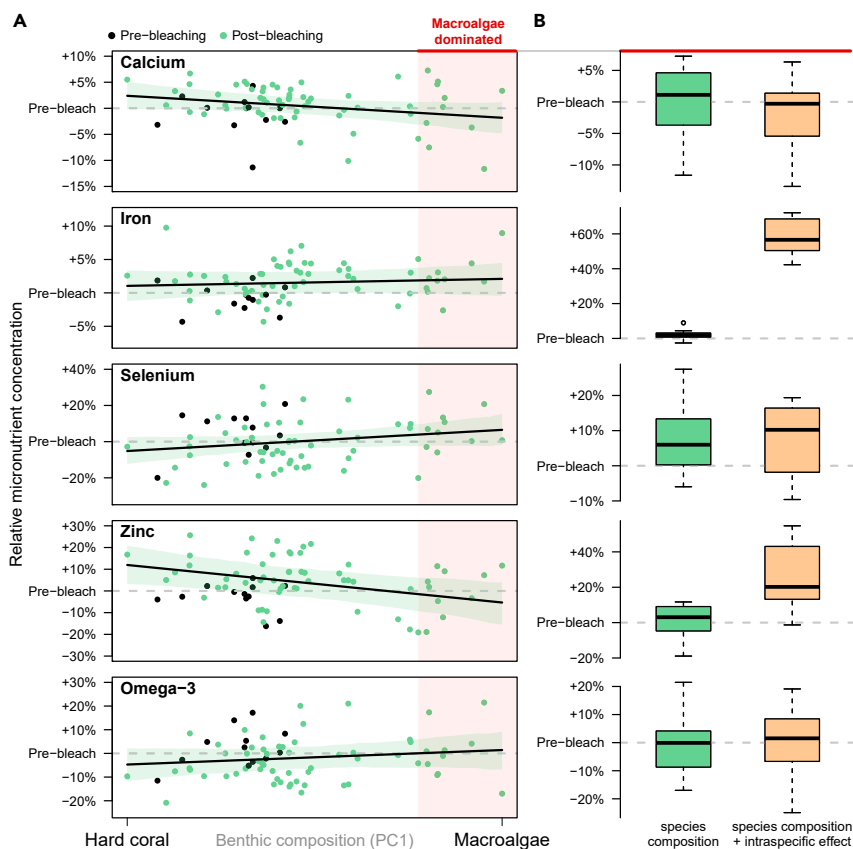 A
B
Pre−bleaching
Post−bleaching
Macroalgae
dominated
Relative micronutrient concentration
Calcium
+10%
+5%
Pre−bleach
−5%
−10%
−15%
+5%
Pre−bleach
−5%
−10%
Iron
+10%
+5%
Pre−bleach
−5%
+60%
+40%
+20%
Pre−bleach
Selenium
+40%
+20%
Pre−bleach
−20%
+20%
+10%
Pre−bleach
−10%
Zinc
+30%
+20%
+10%
Pre−bleach
−10%
−20%
−30%
+40%
+20%
Pre−bleach
−20%
Omega−3
+30%
+20%
+10%
Pre−bleach
−10%
−20%
+20%
+10%
Pre−bleach
−10%
−20%
Hard coral
Benthic composition (PC1)
Macroalgae
species
composition
species composition
+ intraspecific effect